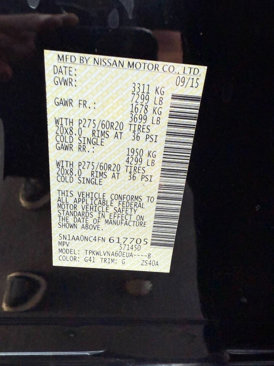 MFD BY NISSAN MOTOR CO., LTD.
DATE: 09/15
GVWR: 3311 KG
7299 LB
GAWR FR.: 1678 KG
3699 LB
WITH P275/60R20 TIRES
20X8.0 RIMS AT 36 PSI
COLD SINGLE
GAWR RR.: 1950 KG
4299 LB
WITH P275/60R20 TIRES
20X8.0 RIMS AT 36 PSI
COLD SINGLE
THIS VEHICLE CONFORMS TO
ALL APPLICABLE FEDERAL
MOTOR VEHICLE SAFETY
STANDARDS IN EFFECT ON
THE DATE OF MANUFACTURE
SHOWN ABOVE.
5N1AA0NC4FN 617705
MPV 571450
MODEL: TPKWLVNA60EUA----B
COLOR: G41 TRIM: G ZS40A